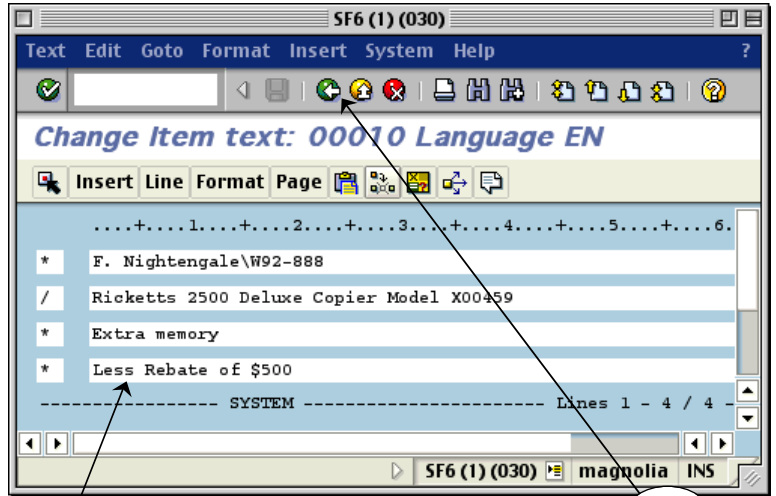 SF6 (1) (030)
Text Edit Goto Format Insert System Help ?
Change Item text: 00010 Language EN
Insert Line Format Page
....+....1....+....2....+....3....+....4....+....5....+....6.
* F. Nightengale\W92-888
/ Ricketts 2500 Deluxe Copier Model X00459
* Extra memory
* Less Rebate of $500
------------------ SYSTEM ----------------------- Lines 1 - 4 / 4 -
SF6 (1) (030) magnolia INS